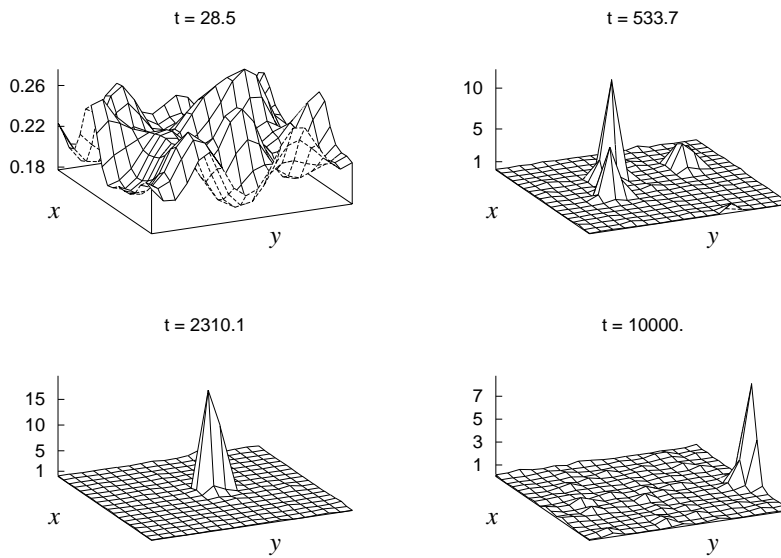 t = 28.5
0.26
0.22
0.18
x
y
t = 533.7
10
5
1
x
y
t = 2310.1
15
10
5
1
x
y
t = 10000.
7
5
3
1
x
y